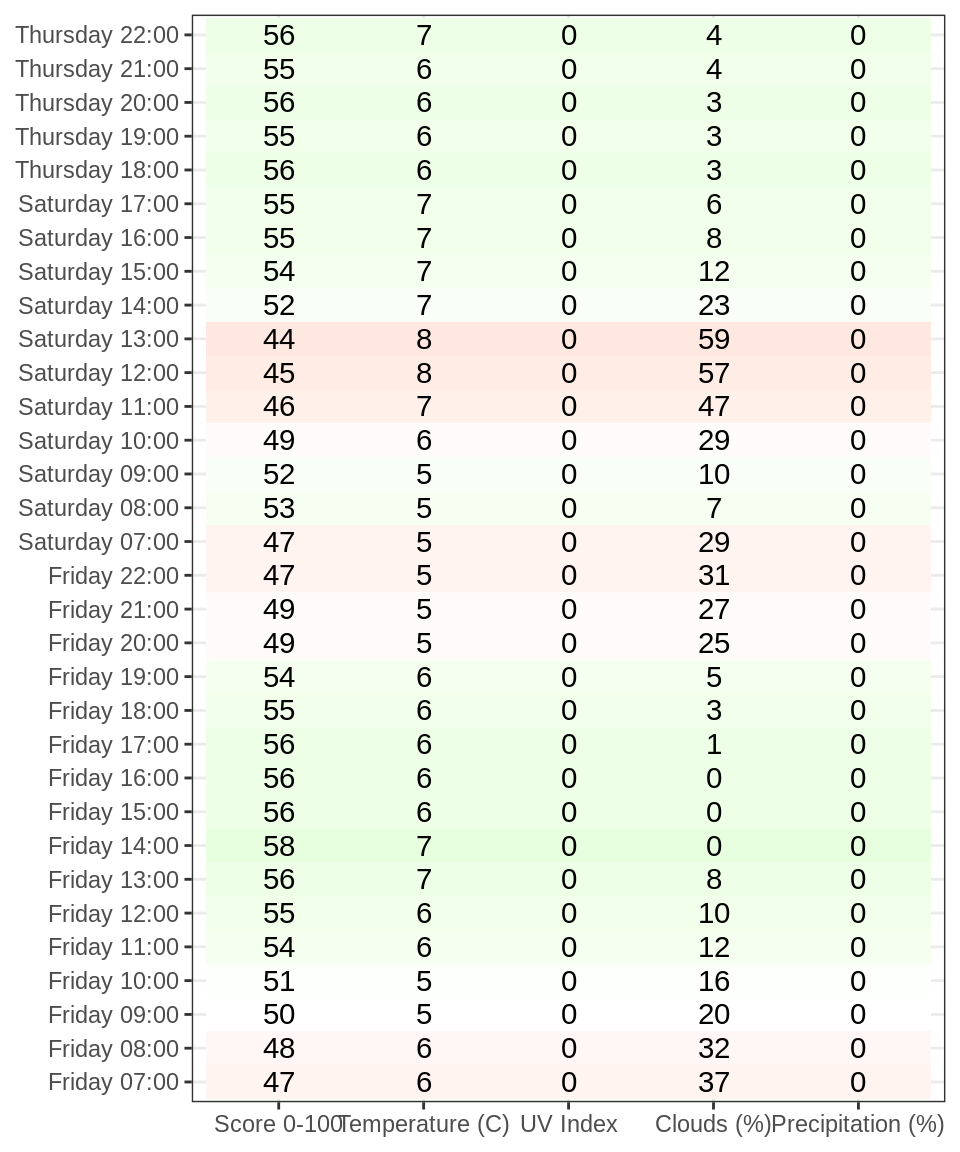 Thursday 22:00 56 7 0 4 0
Thursday 21:00 55 6 0 4 0
Thursday 20:00 56 6 0 3 0
Thursday 19:00 55 6 0 3 0
Thursday 18:00 56 6 0 3 0
Saturday 17:00 55 7 0 6 0
Saturday 16:00 55 7 0 8 0
Saturday 15:00 54 7 0 12 0
Saturday 14:00 52 7 0 23 0
Saturday 13:00 44 8 0 59 0
Saturday 12:00 45 8 0 57 0
Saturday 11:00 46 7 0 47 0
Saturday 10:00 49 6 0 29 0
Saturday 09:00 52 5 0 10 0
Saturday 08:00 53 5 0 7 0
Saturday 07:00 47 5 0 29 0
Friday 22:00 47 5 0 31 0
Friday 21:00 49 5 0 27 0
Friday 20:00 49 5 0 25 0
Friday 19:00 54 6 0 5 0
Friday 18:00 55 6 0 3 0
Friday 17:00 56 6 0 1 0
Friday 16:00 56 6 0 0 0
Friday 15:00 56 6 0 0 0
Friday 14:00 58 7 0 0 0
Friday 13:00 56 7 0 8 0
Friday 12:00 55 6 0 10 0
Friday 11:00 54 6 0 12 0
Friday 10:00 51 5 0 16 0
Friday 09:00 50 5 0 20 0
Friday 08:00 48 6 0 32 0
Friday 07:00 47 6 0 37 0
Score 0-100 Temperature (C) UV Index Clouds (%) Precipitation (%)